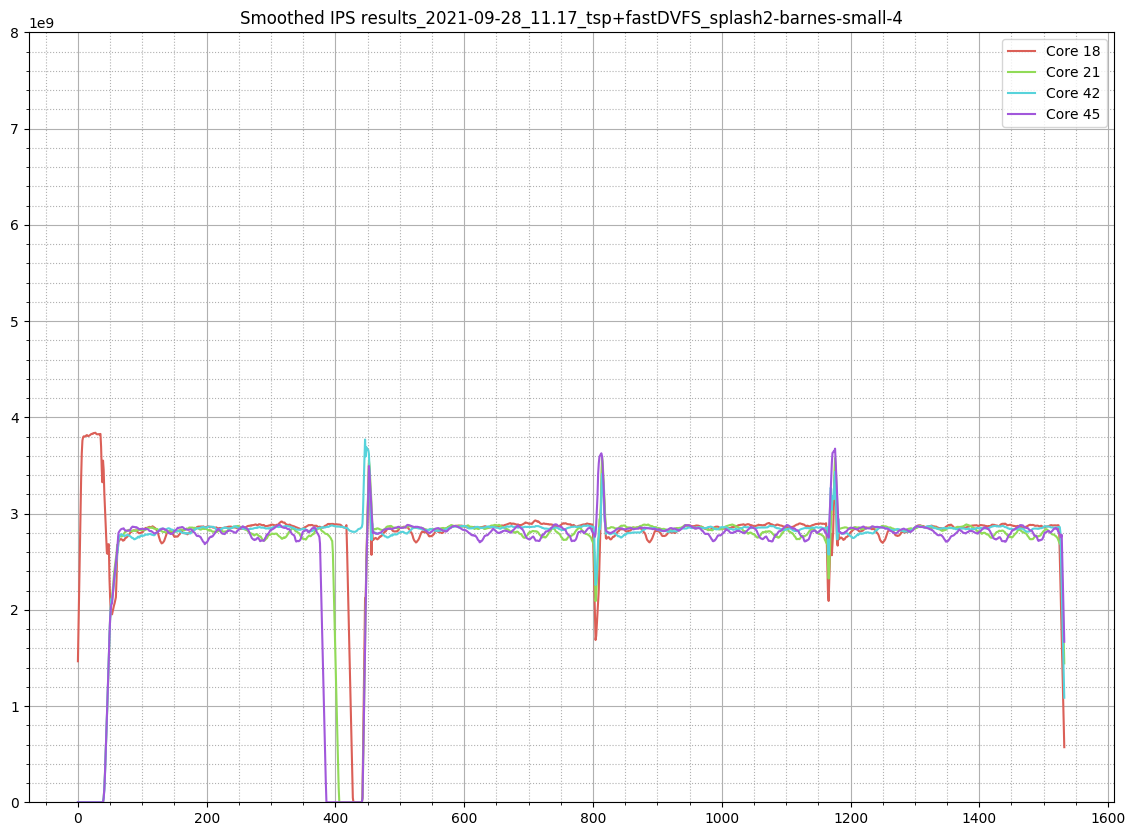 Smoothed IPS results_2021-09-28_11.17_tsp+fastDVFS_splash2-barnes-small-4
1e9
8
7
6
5
4
3
2
1
0
Core 18
Core 21
Core 42
Core 45
0 200 400 600 800 1000 1200 1400 1600